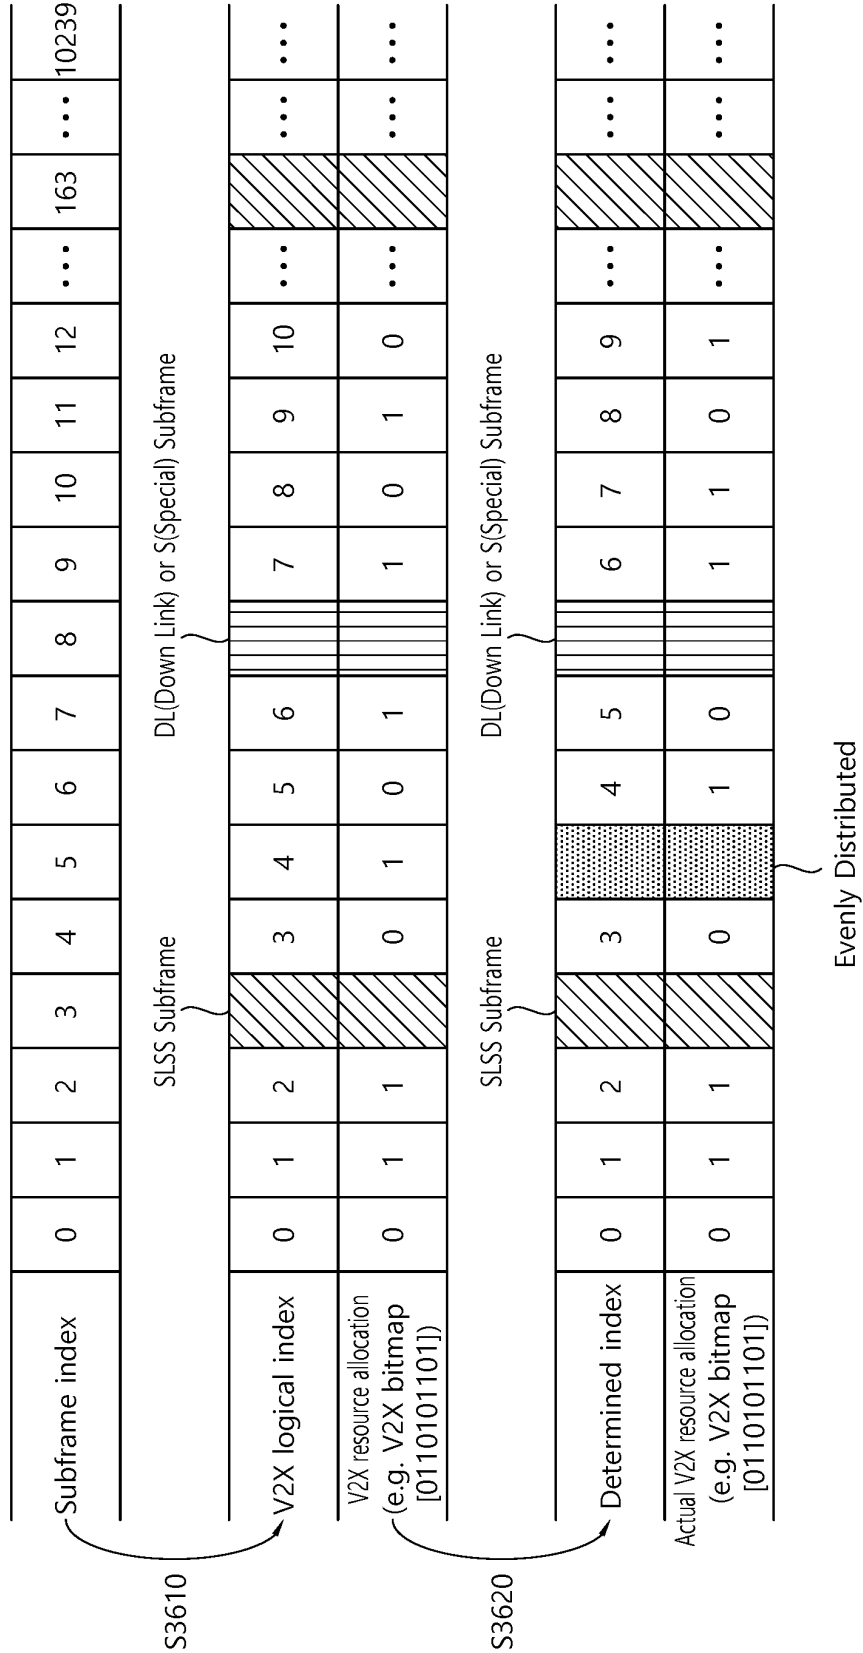 Subframe index 0 1 2 3 4 5 6 7 8 9 10 11 12 ••• 163 ••• 10239
S3610
SLSS Subframe
DL(Down Link) or S(Special) Subframe
V2X logical index 0 1 2 3 4 5 6 7 8 9 10 ••• ••• •••
V2X resource allocation
(e.g. V2X bitmap
[0110101101])
0 1 1 0 1 0 1 1 0 1 0 ••• ••• •••
S3620
SLSS Subframe
DL(Down Link) or S(Special) Subframe
Determined index 0 1 2 3 4 5 6 7 8 9 ••• ••• •••
Actual V2X resource allocation
(e.g. V2X bitmap
[0110101101])
0 1 1 0 1 0 1 1 0 1 ••• ••• •••
Evenly Distributed